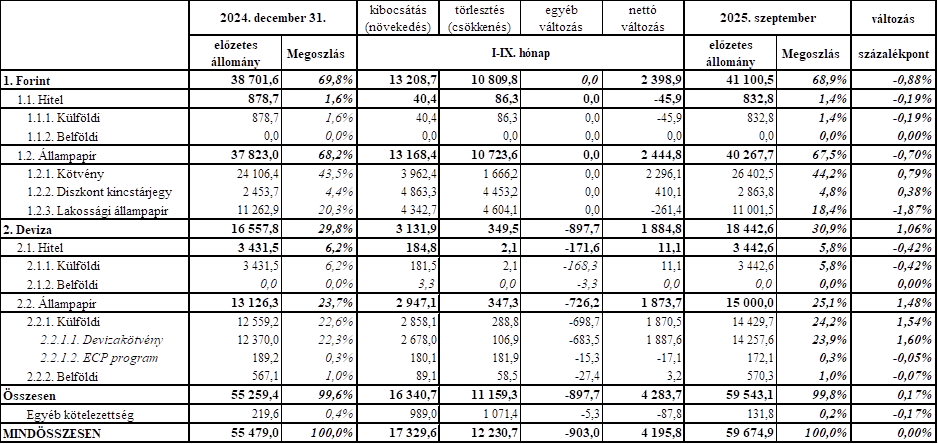 2024. december 31. kibocsátás (növekedés) törlesztés (csökkenés) egyéb változás nettó változás 2025. szeptember változás
előzetes állomány Megoszlás I-IX. hónap előzetes állomány Megoszlás százalékpont
1. Forint 38 701,6 69,8% 13 208,7 10 809,8 0,0 2 398,9 41 100,5 68,9% -0,88%
1.1. Hitel 878,7 1,6% 40,4 86,3 0,0 -45,9 832,8 1,4% -0,19%
1.1.1. Külföldi 878,7 1,6% 40,4 86,3 0,0 -45,9 832,8 1,4% -0,19%
1.1.2. Belföldi 0,0 0,0% 0,0 0,0 0,0 0,0 0,0 0,0% 0,00%
1.2. Állampapír 37 823,0 68,2% 13 168,4 10 723,6 0,0 2 444,8 40 267,7 67,5% -0,70%
1.2.1. Kötvény 24 106,4 43,5% 3 962,4 1 666,2 0,0 2 296,1 26 402,5 44,2% 0,79%
1.2.2. Diszkont kincstárjegy 2 453,7 4,4% 4 863,3 4 453,2 0,0 410,1 2 863,8 4,8% 0,38%
1.2.3. Lakossági állampapír 11 262,9 20,3% 4 342,7 4 604,1 0,0 -261,4 11 001,5 18,4% -1,87%
2. Deviza 16 557,8 29,8% 3 131,9 349,5 -897,7 1 884,8 18 442,6 30,9% 1,06%
2.1. Hitel 3 431,5 6,2% 184,8 2,1 -171,6 11,1 3 442,6 5,8% -0,42%
2.1.1. Külföldi 3 431,5 6,2% 181,5 2,1 -168,3 11,1 3 442,6 5,8% -0,42%
2.1.2. Belföldi 0,0 0,0% 3,3 0,0 -3,3 0,0 0,0 0,0% 0,00%
2.2. Állampapír 13 126,3 23,7% 2 947,1 347,3 -726,2 1 873,7 15 000,0 25,1% 1,48%
2.2.1. Külföldi 12 559,2 22,6% 2 858,1 288,8 -698,7 1 870,5 14 429,7 24,2% 1,54%
2.2.1.1. Devizakötvény 12 370,0 22,3% 2 678,0 106,9 -683,5 1 887,6 14 257,6 23,9% 1,60%
2.2.1.2. ECP program 189,2 0,3% 180,1 181,9 -15,3 -17,1 172,1 0,3% -0,05%
2.2.2. Belföldi 567,1 1,0% 89,1 58,5 -27,4 3,2 570,3 1,0% -0,07%
Összesen 55 259,4 99,6% 16 340,7 11 159,3 -897,7 4 283,7 59 543,1 99,8% 0,17%
Egyéb kötelezettség 219,6 0,4% 989,0 1 071,4 -5,3 -87,8 131,8 0,2% -0,17%
MINDÖSSZESEN 55 479,0 100,0% 17 329,6 12 230,7 -903,0 4 195,8 59 674,9 100,0% 0,00%